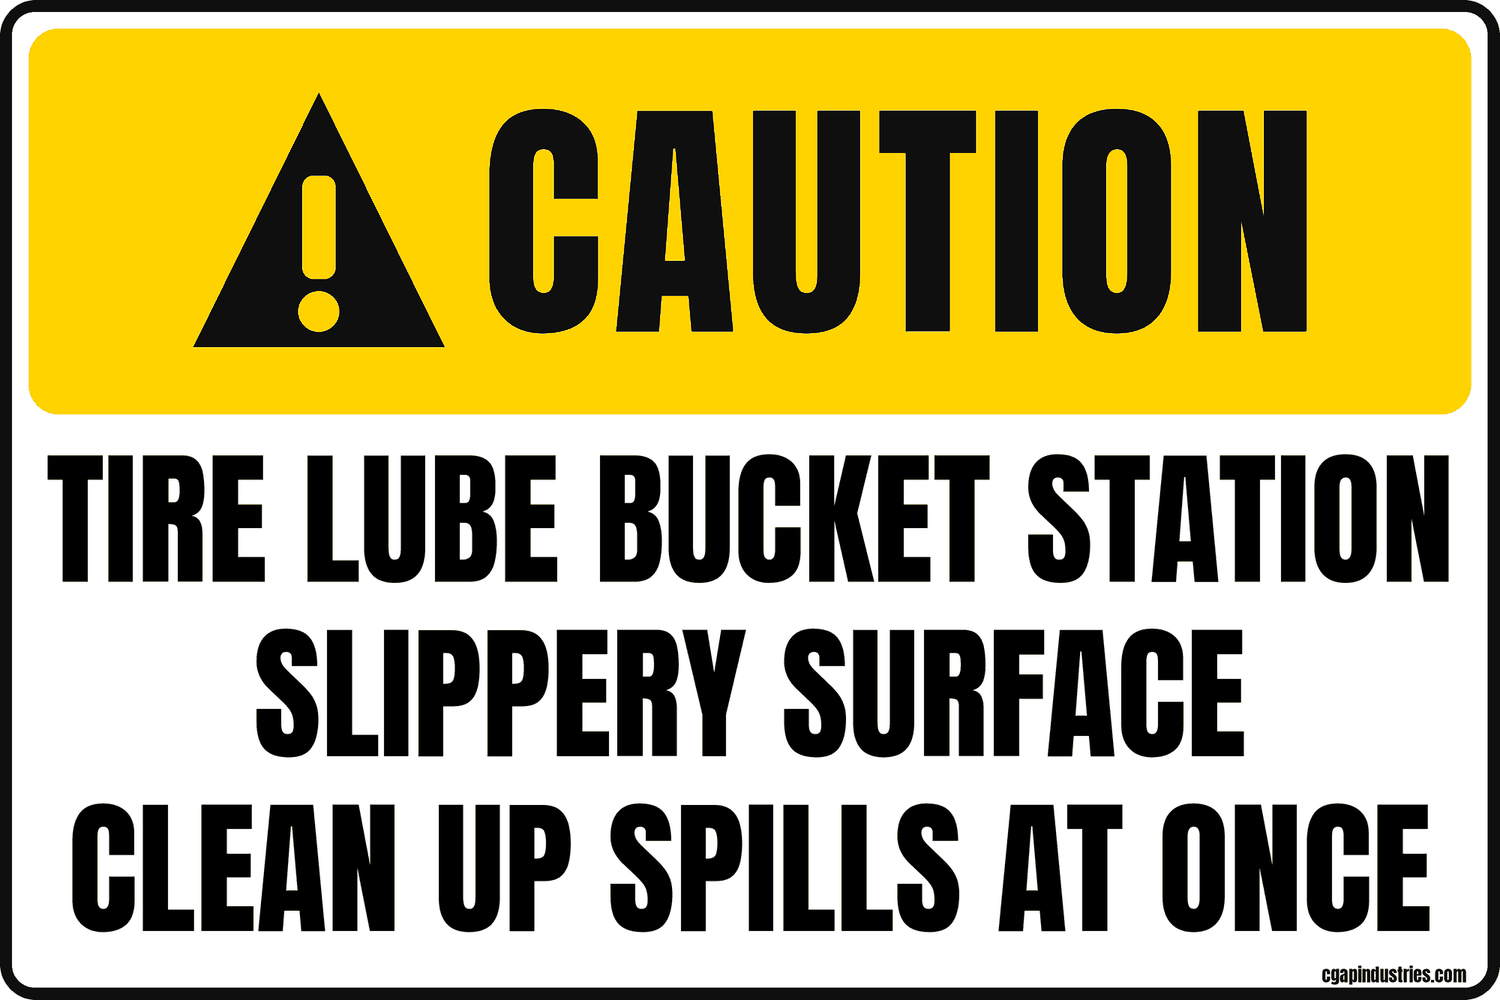 CAUTION
TIRE LUBE BUCKET STATION
SLIPPERY SURFACE
CLEAN UP SPILLS AT ONCE
cgapindustries.com